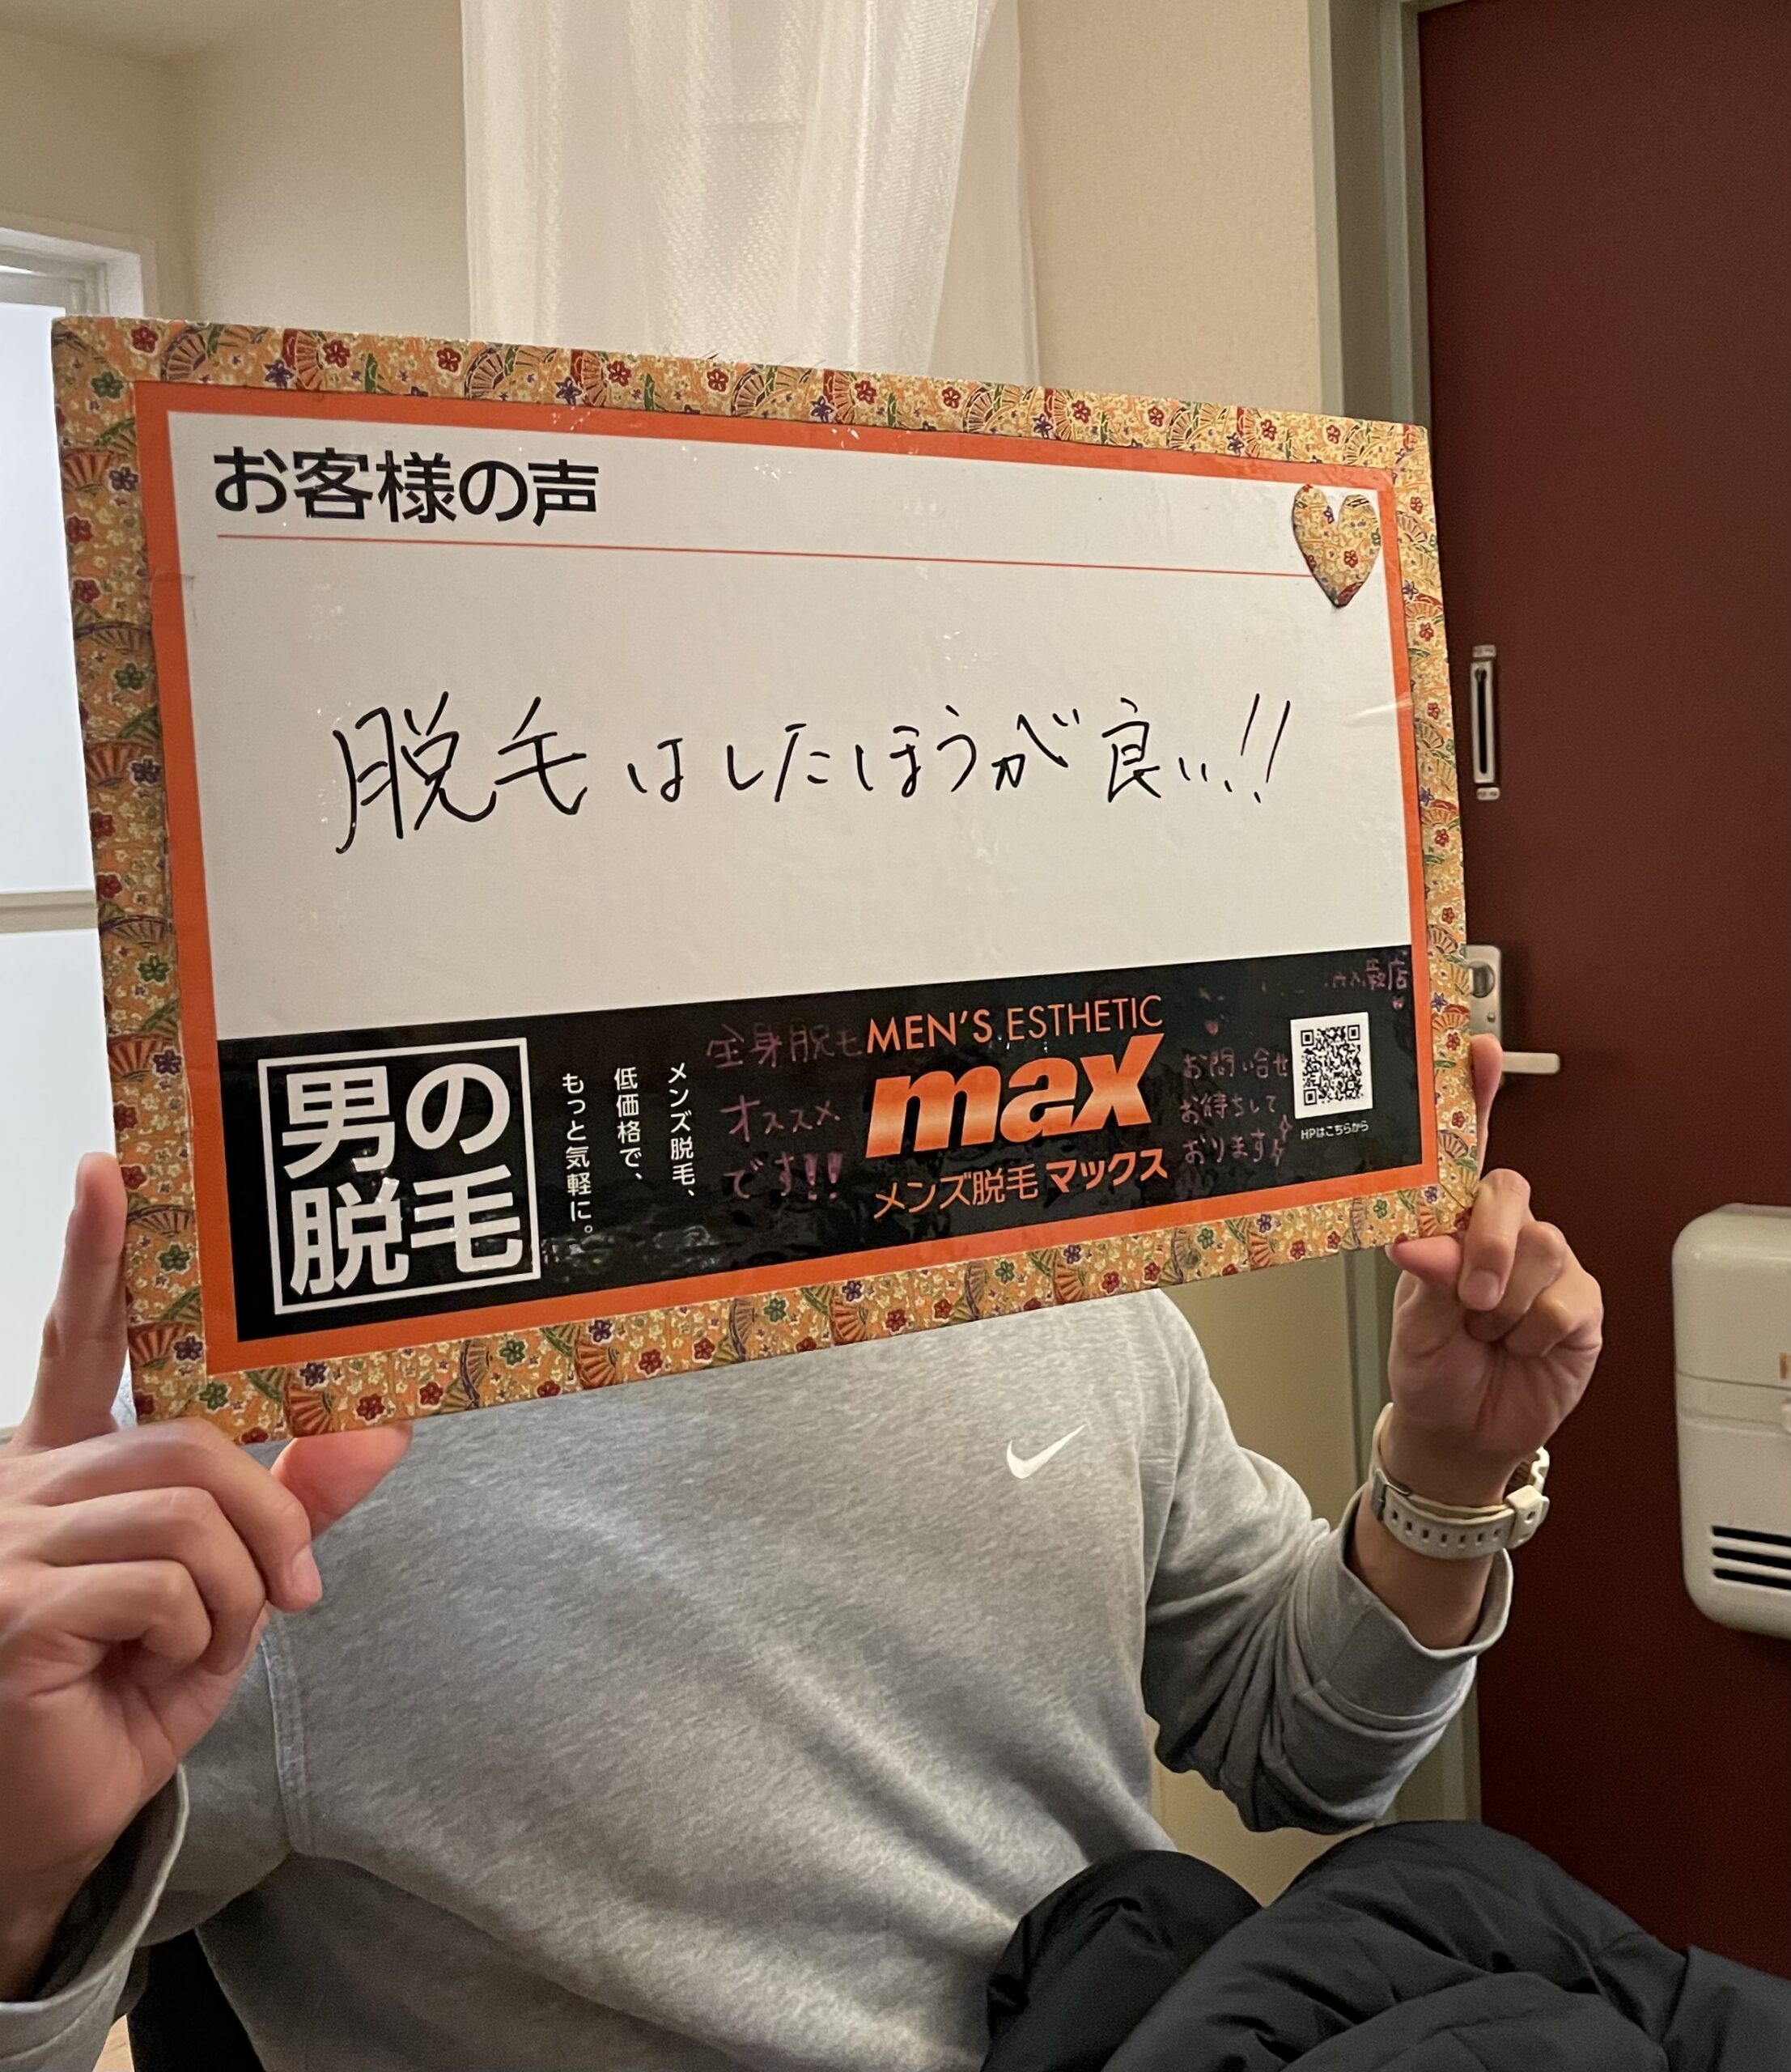 お客様の声
脱毛はしたほうが良い!!
男の
脱毛
メンズ脱毛、
低価格で、
もっと気軽に。
全身脱毛
オススメ
です!!
MEN'S ESTHETIC
max
メンズ脱毛 マックス
店
お問い合せ
お待ちして
おります
HPはこちらから